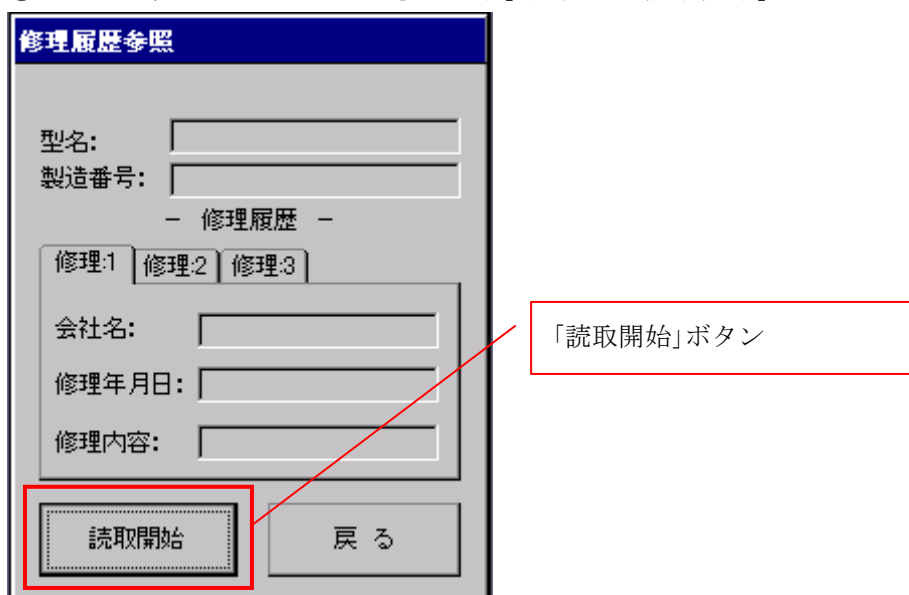 修理履歴参照
型名:
製造番号:
− 修理履歴 −
修理:1 修理:2 修理:3
会社名:
「読取開始」ボタン
修理年月日:
修理内容:
読取開始 戻る